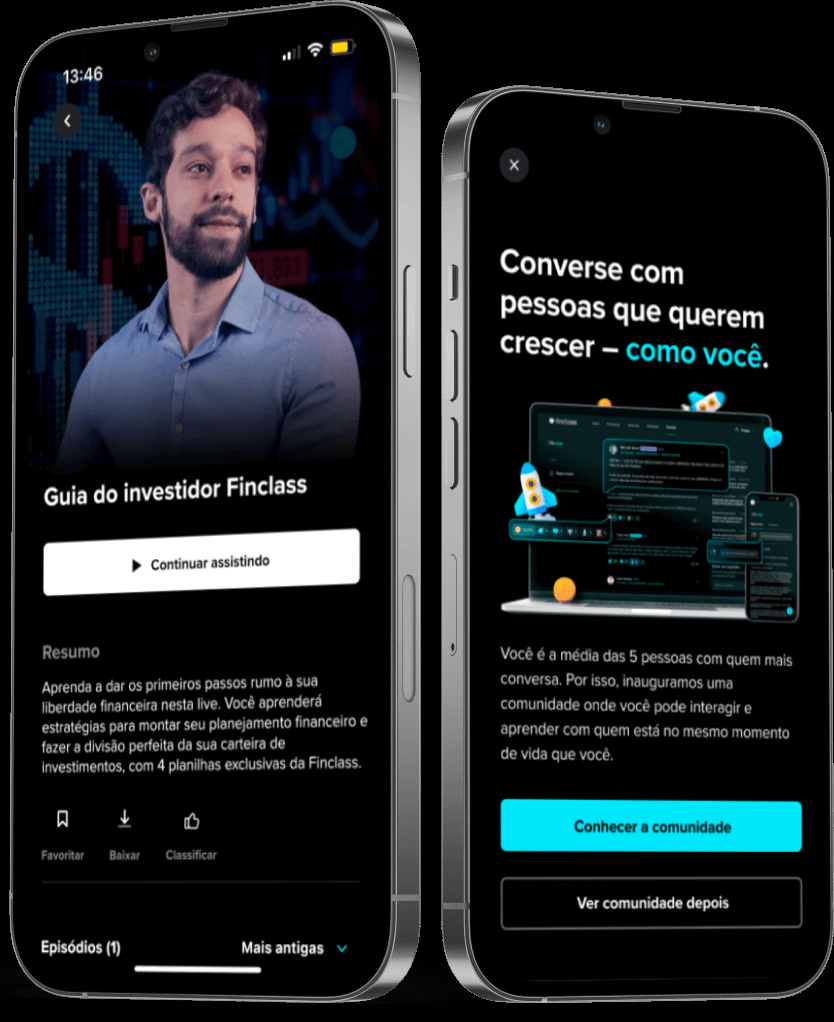 13:46
1.893
Guia do investidor Finclass
Continuar assistindo
Resumo
Aprenda a dar os primeiros passos rumo à sua
liberdade financeira nesta live. Você aprenderá
estratégias para montar seu planejamento financeiro e
fazer a divisão perfeita da sua carteira de
investimentos, com 4 planilhas exclusivas da Finclass.
Favoritar
Baixar
Classificar
Episódios (1)
Mais antigas
Converse com
pessoas que querem
crescer – como você.
finclass
Você é a média das 5 pessoas com quem mais
conversa. Por isso, inauguramos uma
comunidade onde você pode interagir e
aprender com quem está no mesmo momento
de vida que você.
Conhecer a comunidade
Ver comunidade depois